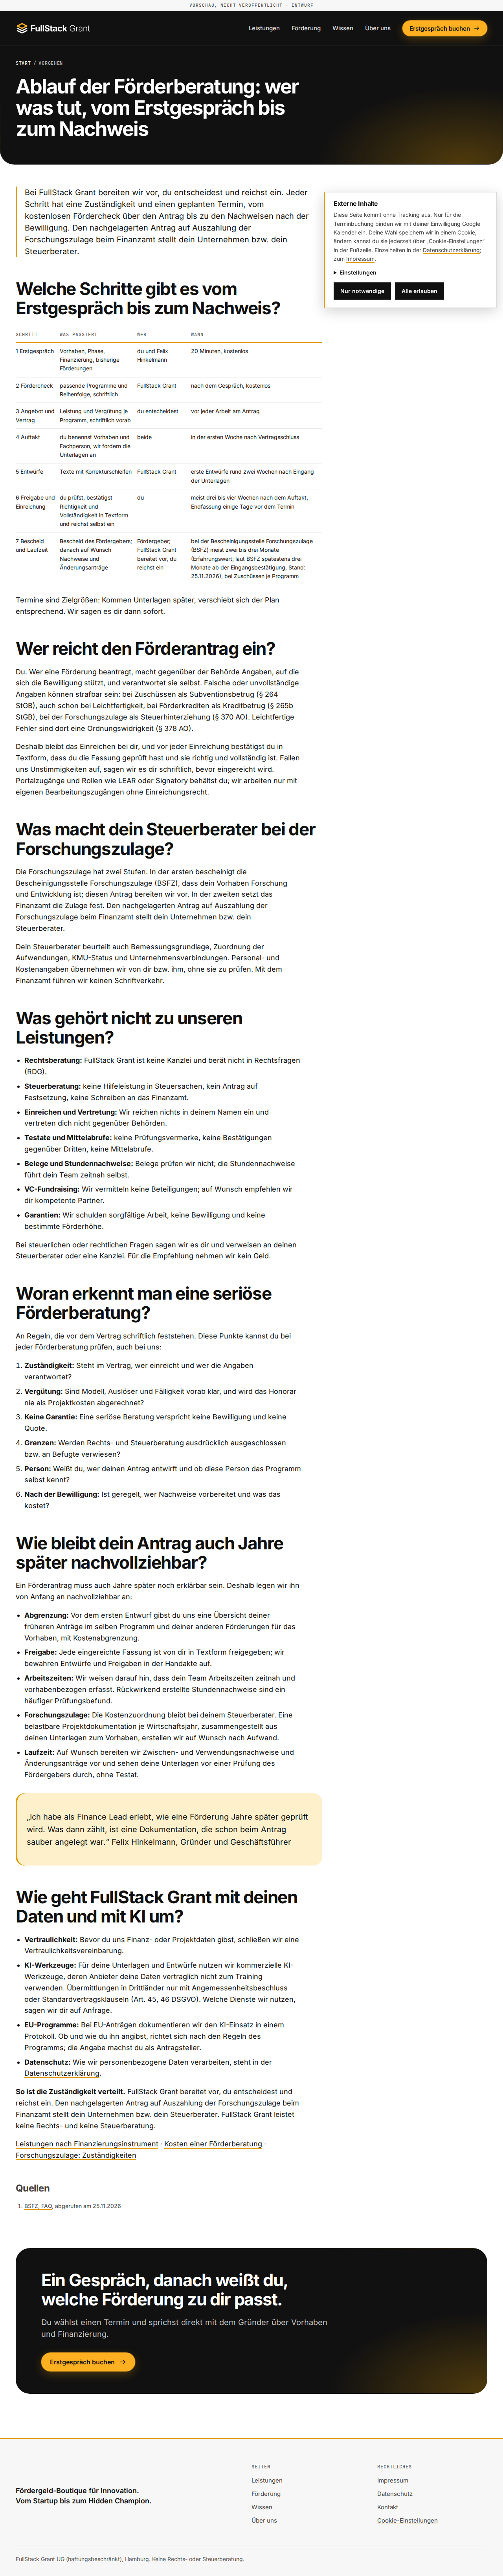 VORSCHAU, NICHT VERÖFFENTLICHT · ENTWURF
FullStack Grant
Leistungen
Förderung
Wissen
Über uns
Erstgespräch buchen →
START / VORGEHEN
Ablauf der Förderberatung: wer
was tut, vom Erstgespräch bis
zum Nachweis
Bei FullStack Grant bereiten wir vor, du entscheidest und reichst ein. Jeder
Schritt hat eine Zuständigkeit und einen geplanten Termin, vom
kostenlosen Fördercheck über den Antrag bis zu den Nachweisen nach der
Bewilligung. Den nachgelagerten Antrag auf Auszahlung der
Forschungszulage beim Finanzamt stellt dein Unternehmen bzw. dein
Steuerberater.
Externe Inhalte
Diese Seite kommt ohne Tracking aus. Nur für die
Terminbuchung binden wir mit deiner Einwilligung Google
Kalender ein. Deine Wahl speichern wir in einem Cookie,
ändern kannst du sie jederzeit über „Cookie-Einstellungen“
in der Fußzeile. Einzelheiten in der Datenschutzerklärung;
zum Impressum.
▶ Einstellungen
Nur notwendige
Alle erlauben
Welche Schritte gibt es vom
Erstgespräch bis zum Nachweis?
SCHRITT
WAS PASSIERT
WER
WANN
1 Erstgespräch
Vorhaben, Phase,
Finanzierung, bisherige
Förderungen
du und Felix
Hinkelmann
20 Minuten, kostenlos
2 Fördercheck
passende Programme und
Reihenfolge, schriftlich
FullStack Grant
nach dem Gespräch, kostenlos
3 Angebot und
Vertrag
Leistung und Vergütung je
Programm, schriftlich vorab
du entscheidest
vor jeder Arbeit am Antrag
4 Auftakt
du benennst Vorhaben und
Fachperson, wir fordern die
Unterlagen an
beide
in der ersten Woche nach Vertragsschluss
5 Entwürfe
Texte mit Korrekturschleifen
FullStack Grant
erste Entwürfe rund zwei Wochen nach Eingang
der Unterlagen
6 Freigabe und
Einreichung
du prüfst, bestätigst
Richtigkeit und
Vollständigkeit in Textform
und reichst selbst ein
du
meist drei bis vier Wochen nach dem Auftakt,
Endfassung einige Tage vor dem Termin
7 Bescheid
und Laufzeit
Bescheid des Fördergebers;
danach auf Wunsch
Nachweise und
Änderungsanträge
Fördergeber;
FullStack Grant
bereitet vor, du
reichst ein
bei der Bescheinigungsstelle Forschungszulage
(BSFZ) meist zwei bis drei Monate
(Erfahrungswert; laut BSFZ spätestens drei
Monate ab der Eingangsbestätigung, Stand:
25.11.2026), bei Zuschüssen je Programm
Termine sind Zielgrößen: Kommen Unterlagen später, verschiebt sich der Plan
entsprechend. Wir sagen es dir dann sofort.
Wer reicht den Förderantrag ein?
Du. Wer eine Förderung beantragt, macht gegenüber der Behörde Angaben, auf die
sich die Bewilligung stützt, und verantwortet sie selbst. Falsche oder unvollständige
Angaben können strafbar sein: bei Zuschüssen als Subventionsbetrug (§ 264
StGB), auch schon bei Leichtfertigkeit, bei Förderkrediten als Kreditbetrug (§ 265b
StGB), bei der Forschungszulage als Steuerhinterziehung (§ 370 AO). Leichtfertige
Fehler sind dort eine Ordnungswidrigkeit (§ 378 AO).
Deshalb bleibt das Einreichen bei dir, und vor jeder Einreichung bestätigst du in
Textform, dass du die Fassung geprüft hast und sie richtig und vollständig ist. Fallen
uns Unstimmigkeiten auf, sagen wir es dir schriftlich, bevor eingereicht wird.
Portalzugänge und Rollen wie LEAR oder Signatory behältst du; wir arbeiten nur mit
eigenen Bearbeitungszugängen ohne Einreichungsrecht.
Was macht dein Steuerberater bei der
Forschungszulage?
Die Forschungszulage hat zwei Stufen. In der ersten bescheinigt die
Bescheinigungsstelle Forschungszulage (BSFZ), dass dein Vorhaben Forschung
und Entwicklung ist; diesen Antrag bereiten wir vor. In der zweiten setzt das
Finanzamt die Zulage fest. Den nachgelagerten Antrag auf Auszahlung der
Forschungszulage beim Finanzamt stellt dein Unternehmen bzw. dein
Steuerberater.
Dein Steuerberater beurteilt auch Bemessungsgrundlage, Zuordnung der
Aufwendungen, KMU-Status und Unternehmensverbindungen. Personal- und
Kostenangaben übernehmen wir von dir bzw. ihm, ohne sie zu prüfen. Mit dem
Finanzamt führen wir keinen Schriftverkehr.
Was gehört nicht zu unseren
Leistungen?
• Rechtsberatung: FullStack Grant ist keine Kanzlei und berät nicht in Rechtsfragen
(RDG).
• Steuerberatung: keine Hilfeleistung in Steuersachen, kein Antrag auf
Festsetzung, keine Schreiben an das Finanzamt.
• Einreichen und Vertretung: Wir reichen nichts in deinem Namen ein und
vertreten dich nicht gegenüber Behörden.
• Testate und Mittelabrufe: keine Prüfungsvermerke, keine Bestätigungen
gegenüber Dritten, keine Mittelabrufe.
• Belege und Stundennachweise: Belege prüfen wir nicht; die Stundennachweise
führt dein Team zeitnah selbst.
• VC-Fundraising: Wir vermitteln keine Beteiligungen; auf Wunsch empfehlen wir
dir kompetente Partner.
• Garantien: Wir schulden sorgfältige Arbeit, keine Bewilligung und keine
bestimmte Förderhöhe.
Bei steuerlichen oder rechtlichen Fragen sagen wir es dir und verweisen an deinen
Steuerberater oder eine Kanzlei. Für die Empfehlung nehmen wir kein Geld.
Woran erkennt man eine seriöse
Förderberatung?
An Regeln, die vor dem Vertrag schriftlich feststehen. Diese Punkte kannst du bei
jeder Förderberatung prüfen, auch bei uns:
1. Zuständigkeit: Steht im Vertrag, wer einreicht und wer die Angaben
verantwortet?
2. Vergütung: Sind Modell, Auslöser und Fälligkeit vorab klar, und wird das Honorar
nie als Projektkosten abgerechnet?
3. Keine Garantie: Eine seriöse Beratung verspricht keine Bewilligung und keine
Quote.
4. Grenzen: Werden Rechts- und Steuerberatung ausdrücklich ausgeschlossen
bzw. an Befugte verwiesen?
5. Person: Weißt du, wer deinen Antrag entwirft und ob diese Person das Programm
selbst kennt?
6. Nach der Bewilligung: Ist geregelt, wer Nachweise vorbereitet und was das
kostet?
Wie bleibt dein Antrag auch Jahre
später nachvollziehbar?
Ein Förderantrag muss auch Jahre später noch erklärbar sein. Deshalb legen wir ihn
von Anfang an nachvollziehbar an:
• Abgrenzung: Vor dem ersten Entwurf gibst du uns eine Übersicht deiner
früheren Anträge im selben Programm und deiner anderen Förderungen für das
Vorhaben, mit Kostenabgrenzung.
• Freigabe: Jede eingereichte Fassung ist von dir in Textform freigegeben; wir
bewahren Entwürfe und Freigaben in der Handakte auf.
• Arbeitszeiten: Wir weisen darauf hin, dass dein Team Arbeitszeiten zeitnah und
vorhabenbezogen erfasst. Rückwirkend erstellte Stundennachweise sind ein
häufiger Prüfungsbefund.
• Forschungszulage: Die Kostenzuordnung bleibt bei deinem Steuerberater. Eine
belastbare Projektdokumentation je Wirtschaftsjahr, zusammengestellt aus
deinen Unterlagen zum Vorhaben, erstellen wir auf Wunsch nach Aufwand.
• Laufzeit: Auf Wunsch bereiten wir Zwischen- und Verwendungsnachweise und
Änderungsanträge vor und sehen deine Unterlagen vor einer Prüfung des
Fördergebers durch, ohne Testat.
„Ich habe als Finance Lead erlebt, wie eine Förderung Jahre später geprüft
wird. Was dann zählt, ist eine Dokumentation, die schon beim Antrag
sauber angelegt war.“ Felix Hinkelmann, Gründer und Geschäftsführer
Wie geht FullStack Grant mit deinen
Daten und mit KI um?
• Vertraulichkeit: Bevor du uns Finanz- oder Projektdaten gibst, schließen wir eine
Vertraulichkeitsvereinbarung.
• KI-Werkzeuge: Für deine Unterlagen und Entwürfe nutzen wir kommerzielle KI-
Werkzeuge, deren Anbieter deine Daten vertraglich nicht zum Training
verwenden. Übermittlungen in Drittländer nur mit Angemessenheitsbeschluss
oder Standardvertragsklauseln (Art. 45, 46 DSGVO). Welche Dienste wir nutzen,
sagen wir dir auf Anfrage.
• EU-Programme: Bei EU-Anträgen dokumentieren wir den KI-Einsatz in einem
Protokoll. Ob und wie du ihn angibst, richtet sich nach den Regeln des
Programms; die Angabe machst du als Antragsteller.
• Datenschutz: Wie wir personenbezogene Daten verarbeiten, steht in der
Datenschutzerklärung.
So ist die Zuständigkeit verteilt. FullStack Grant bereitet vor, du entscheidest und
reichst ein. Den nachgelagerten Antrag auf Auszahlung der Forschungszulage beim
Finanzamt stellt dein Unternehmen bzw. dein Steuerberater. FullStack Grant leistet
keine Rechts- und keine Steuerberatung.
Leistungen nach Finanzierungsinstrument · Kosten einer Förderberatung ·
Forschungszulage: Zuständigkeiten
Quellen
1. BSFZ, FAQ, abgerufen am 25.11.2026
Ein Gespräch, danach weißt du,
welche Förderung zu dir passt.
Du wählst einen Termin und sprichst direkt mit dem Gründer über Vorhaben
und Finanzierung.
Erstgespräch buchen →
Fördergeld-Boutique für Innovation.
Vom Startup bis zum Hidden Champion.
SEITEN
Leistungen
Förderung
Wissen
Über uns
RECHTLICHES
Impressum
Datenschutz
Kontakt
Cookie-Einstellungen
FullStack Grant UG (haftungsbeschränkt), Hamburg. Keine Rechts- oder Steuerberatung.